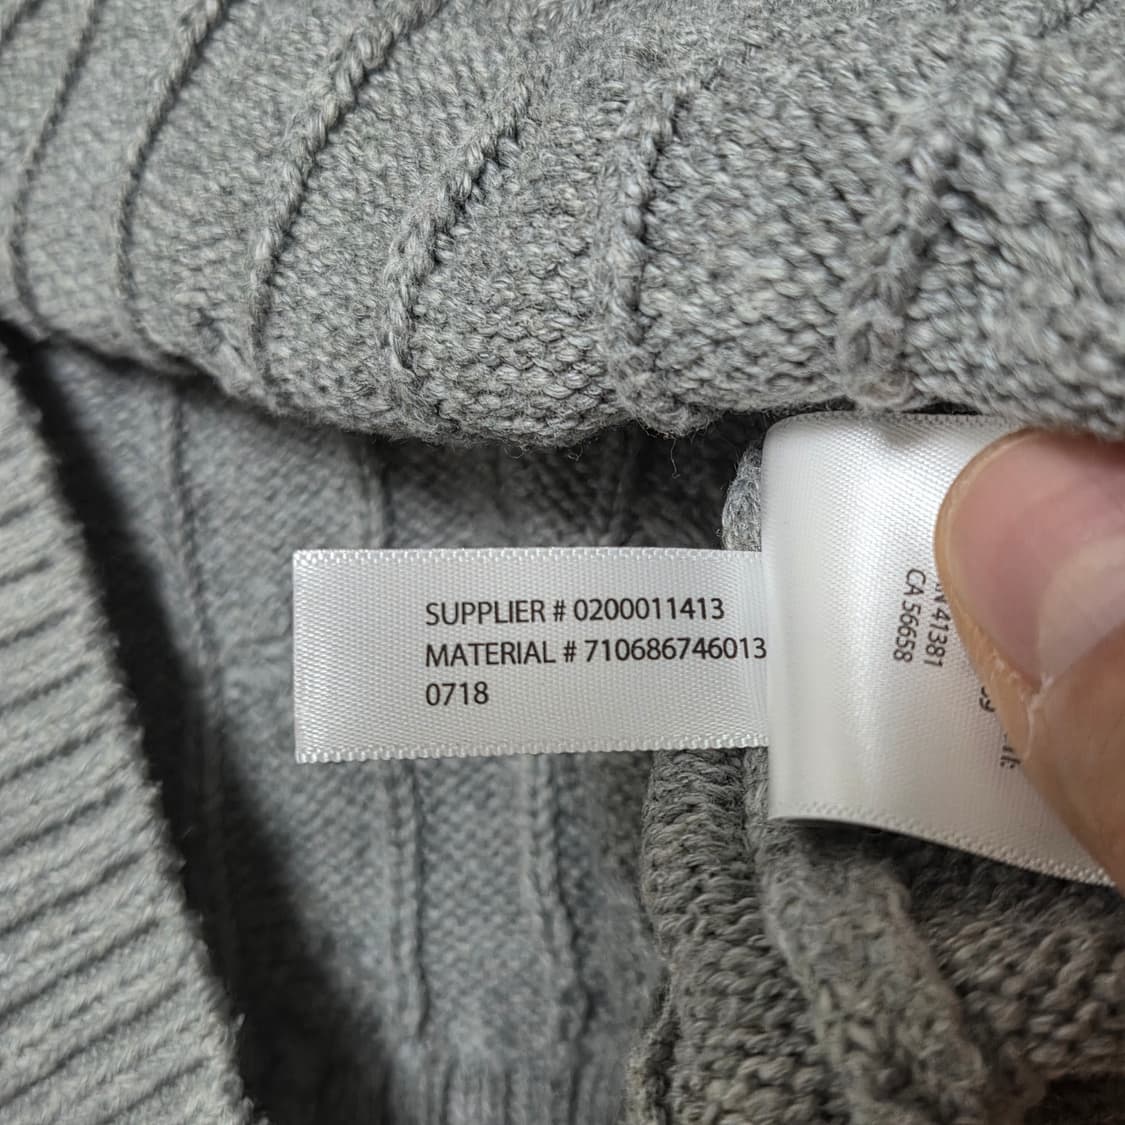 SUPPLIER # 0200011413
MATERIAL # 710686746013
0718
41381
CA 56658